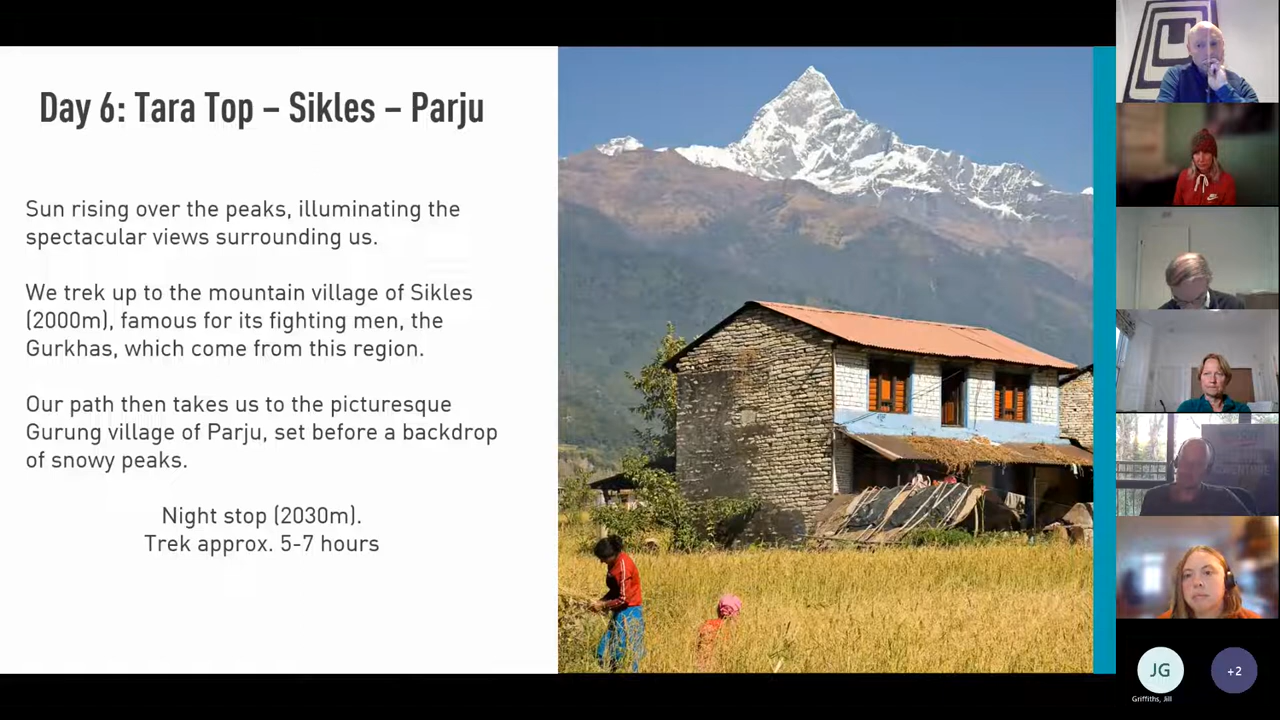 Day 6: Tara Top – Sikles – Parju
Sun rising over the peaks, illuminating the
spectacular views surrounding us.
We trek up to the mountain village of Sikles
(2000m), famous for its fighting men, the
Gurkhas, which come from this region.
Our path then takes us to the picturesque
Gurung village of Parju, set before a backdrop
of snowy peaks.
Night stop (2030m).
Trek approx. 5-7 hours
JG
+2
Griffiths, Jill